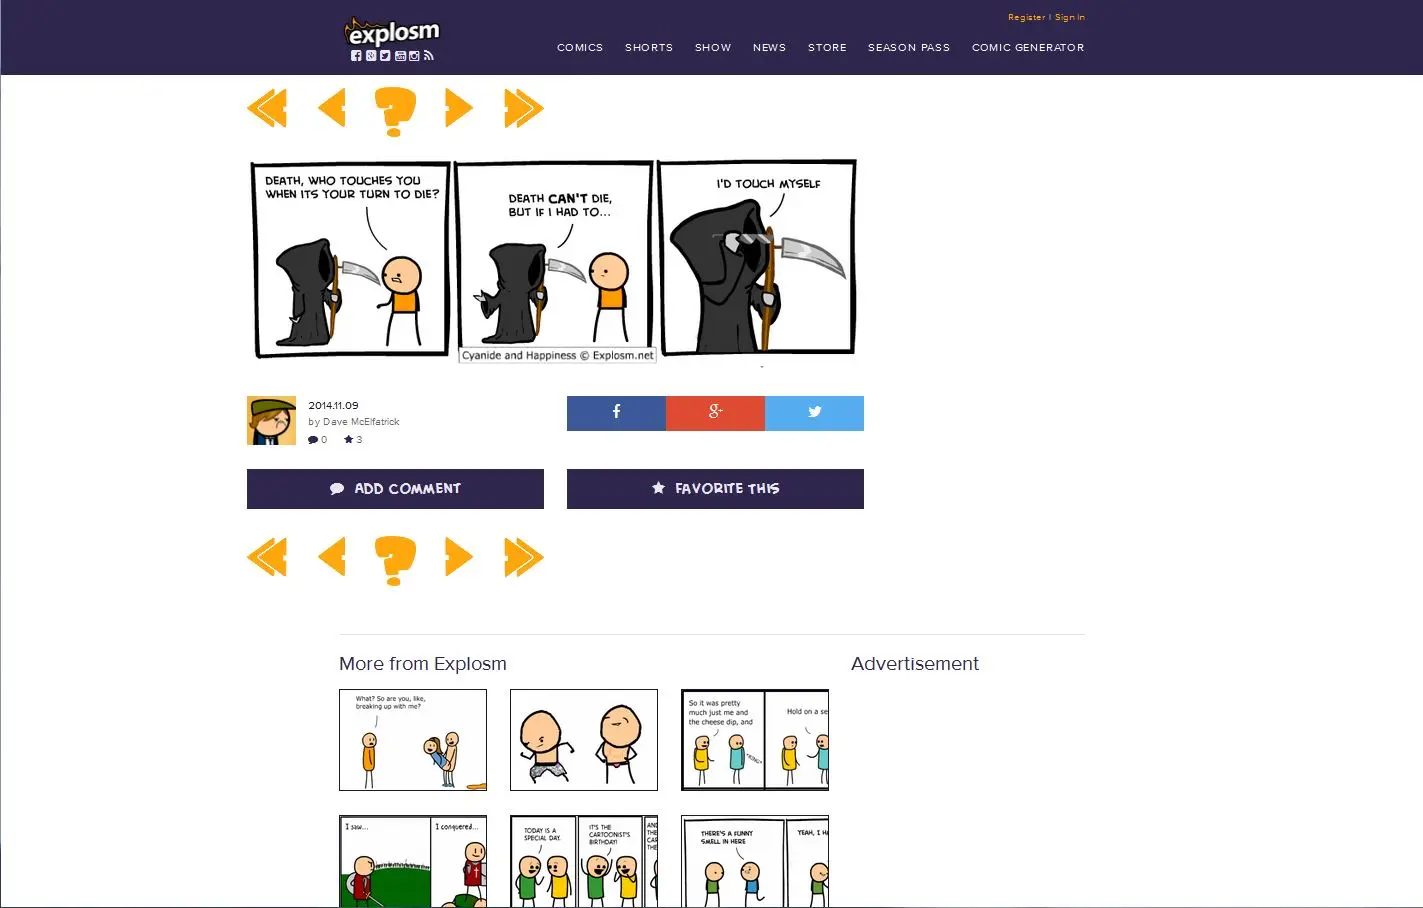 explosm
Register | Sign In
COMICS SHORTS SHOW NEWS STORE SEASON PASS COMIC GENERATOR
DEATH, WHO TOUCHES YOU
WHEN ITS YOUR TURN TO DIE?
DEATH CAN'T DIE,
BUT IF I HAD TO...
I'D TOUCH MYSELF
Cyanide and Happiness © Explosm.net
2014.11.09
by Dave McElfatrick
0 3
ADD COMMENT
FAVORITE THIS
More from Explosm
Advertisement
What? So are you, like,
breaking up with me?
So it was pretty
much just me and
the cheese dip, and
Hold on a se
I saw...
I conquered...
TODAY IS A
SPECIAL DAY.
IT'S THE
CARTOONIST'S
BIRTHDAY!
AND
THE
CAR
THE
THERE'S A FUNNY
SMELL IN HERE
YEAH, I H